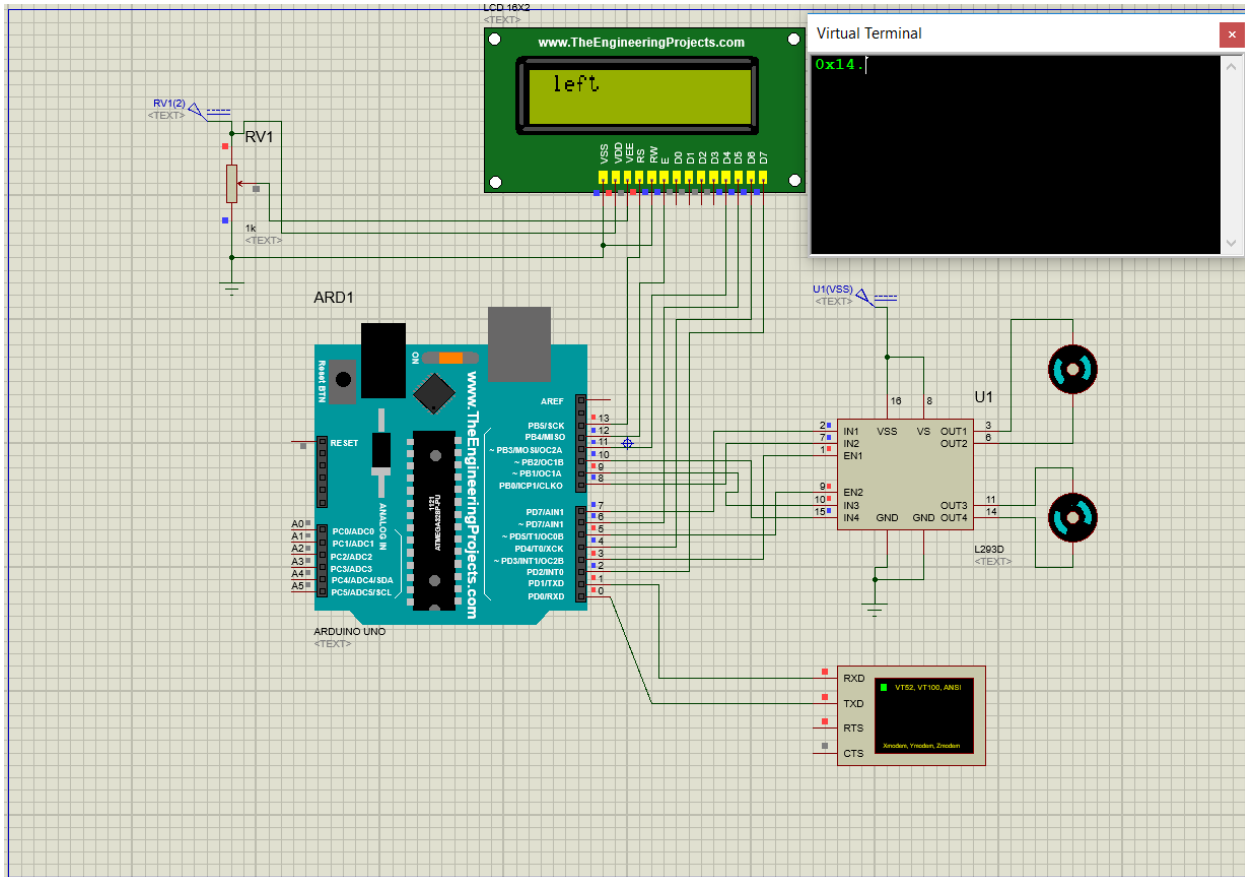 LCD 16X2
<TEXT>
www.TheEngineeringProjects.com
left
VSS VDD VEE RS RW E D0 D1 D2 D3 D4 D5 D6 D7
Virtual Terminal
0x14.
RV1(2)
<TEXT>
RV1
1k
<TEXT>
ARD1
Reset BTN
ON
www.TheEngineeringProjects.com
1121
ATMEGA328P-PU
ANALOG IN
RESET
A0 PC0/ADC0
A1 PC1/ADC1
A2 PC2/ADC2
A3 PC3/ADC3
A4 PC4/ADC4/SDA
A5 PC5/ADC5/SCL
AREF
PB5/SCK 13
PB4/MISO 12
~ PB3/MOSI/OC2A 11
~ PB2/OC1B 10
~ PB1/OC1A 9
PB0/ICP1/CLKO 8
PD7/AIN1 7
~ PD7/AIN1 6
~ PD5/T1/OC0B 5
PD4/T0/XCK 4
~ PD3/INT1/OC2B 3
PD2/INT0 2
PD1/TXD 1
PD0/RXD 0
ARDUINO UNO
<TEXT>
U1(VSS)
<TEXT>
U1
16 8
2 IN1 VSS VS OUT1 3
7 IN2 OUT2 6
1 EN1
9 EN2
10 IN3 OUT3 11
15 IN4 GND GND OUT4 14
L293D
<TEXT>
RXD
TXD
RTS
CTS
VT52, VT100, ANSI
Xmodem, Ymodem, Zmodem